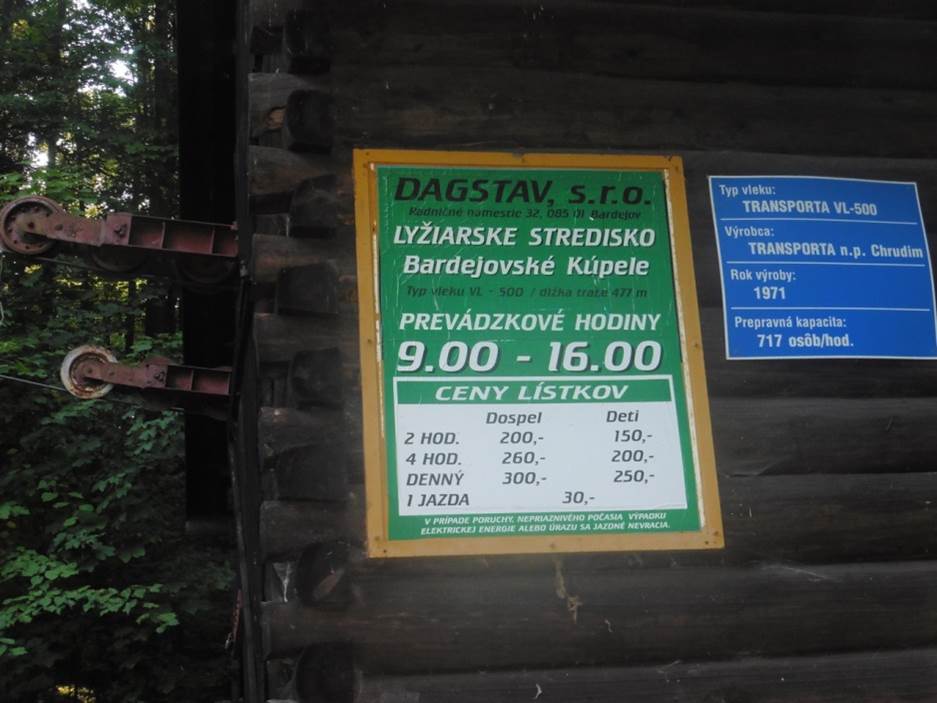 DAGSTAV, s.r.o.
Radničné námestie 32, 085 01 Bardejov
LYŽIARSKE STREDISKO
Bardejovské Kúpele
Typ vleku VL - 500 / dĺžka trate 477 m
PREVÁDZKOVÉ HODINY
9.00 - 16.00
CENY LÍSTKOV
Dospel Deti
2 HOD. 200,- 150,-
4 HOD. 260,- 200,-
DENNÝ 300,- 250,-
1 JAZDA 30,-
V PRÍPADE PORUCHY, NEPRIAZNIVÉHO POČASIA VÝPADKU
ELEKTRICKEJ ENERGIE ALEBO ÚRAZU SA JAZDNÉ NEVRACIA.
Typ vleku:
TRANSPORTA VL-500
Výrobca:
TRANSPORTA n.p. Chrudim
Rok výroby:
1971
Prepravná kapacita:
717 osôb/hod.